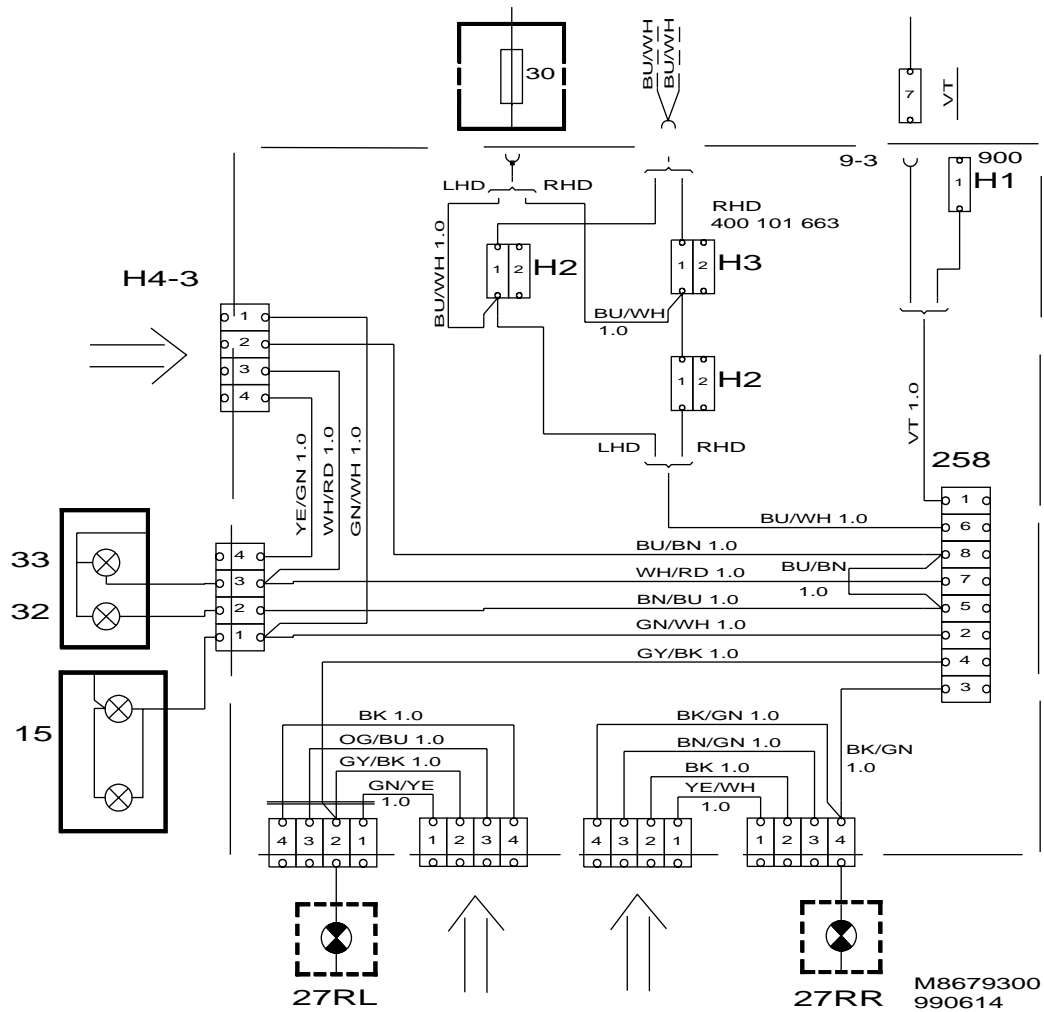 30
BU/WH
BU/WH
7
VT
9-3
900
1
H1
LHD
RHD
RHD
400 101 663
BU/WH 1.0
1 2
H2
1 2
H3
BU/WH
1.0
H4-3
1
2
3
4
1 2
H2
YE/GN 1.0
WH/RD 1.0
GN/WH 1.0
VT 1.0
LHD
RHD
258
1
6
8
7
5
2
4
3
BU/WH 1.0
BU/BN 1.0
BU/BN
1.0
WH/RD 1.0
BN/BU 1.0
GN/WH 1.0
GY/BK 1.0
33
32
4
3
2
1
15
BK 1.0
OG/BU 1.0
GY/BK 1.0
GN/YE
1.0
BK/GN 1.0
BN/GN 1.0
BK 1.0
YE/WH
1.0
BK/GN
1.0
4 3 2 1
1 2 3 4
4 3 2 1
1 2 3 4
27RL
27RR
M8679300
990614